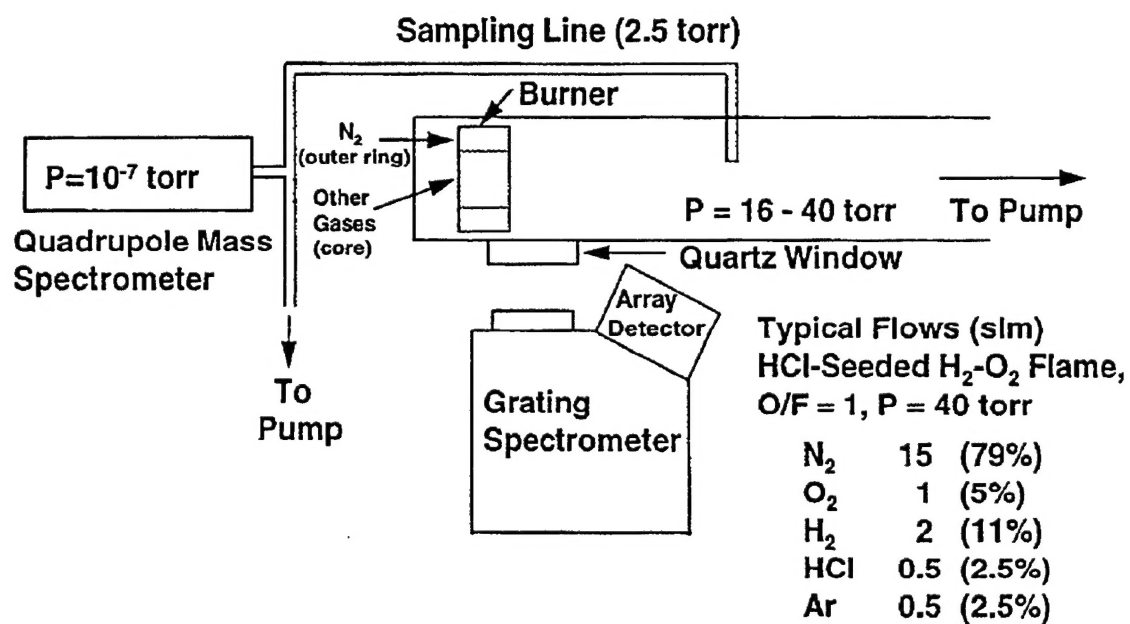 Sampling Line (2.5 torr)
Burner
N₂
(outer ring)
P=10⁻⁷ torr
Other
Gases
(core)
P = 16 - 40 torr
To Pump
Quadrupole Mass
Spectrometer
Quartz Window
Array
Detector
To
Pump
Grating
Spectrometer
Typical Flows (slm)
HCl-Seeded H₂-O₂ Flame,
O/F = 1, P = 40 torr
N₂ 15 (79%)
O₂ 1 (5%)
H₂ 2 (11%)
HCl 0.5 (2.5%)
Ar 0.5 (2.5%)